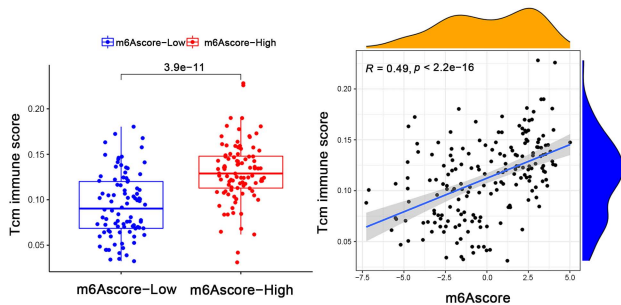 m6Ascore-Low m6Ascore-High
3.9e-11
Tcm immune score
0.20
0.15
0.10
0.05
m6Ascore-Low m6Ascore-High
R = 0.49, p < 2.2e-16
Tcm immune score
0.20
0.15
0.10
0.05
-7.5 -5.0 -2.5 0.0 2.5 5.0
m6Ascore